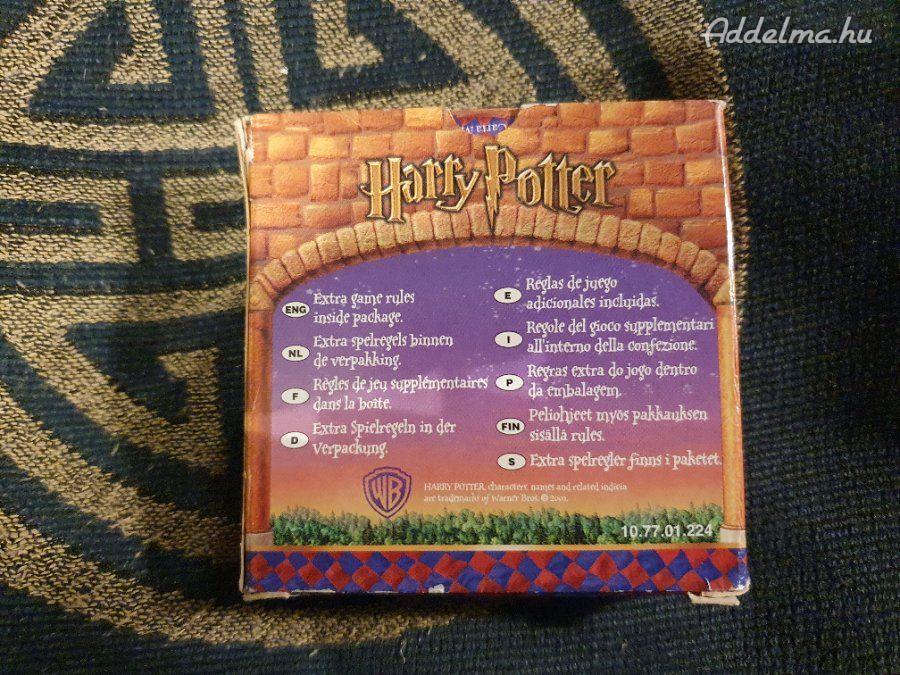 Addelma.hu
Harry Potter
ENG Extra game rules
inside package.
NL Extra spelregels binnen
de verpakking.
F Règles de jeu supplémentaires
dans la boîte.
D Extra Spielregeln in der
Verpackung.
E Reglas de juego
adicionales incluidas.
I Regole del gioco supplementari
all'interno della confezione.
P Regras extra do jogo dentro
da embalagem.
FIN Peliohjeet myös pakkauksen
sisällä rules.
S Extra spelregler finns i paketet.
WB
HARRY POTTER, characters, names and related indicia
are trademarks of Warner Bros. © 2001.
10.77.01.224